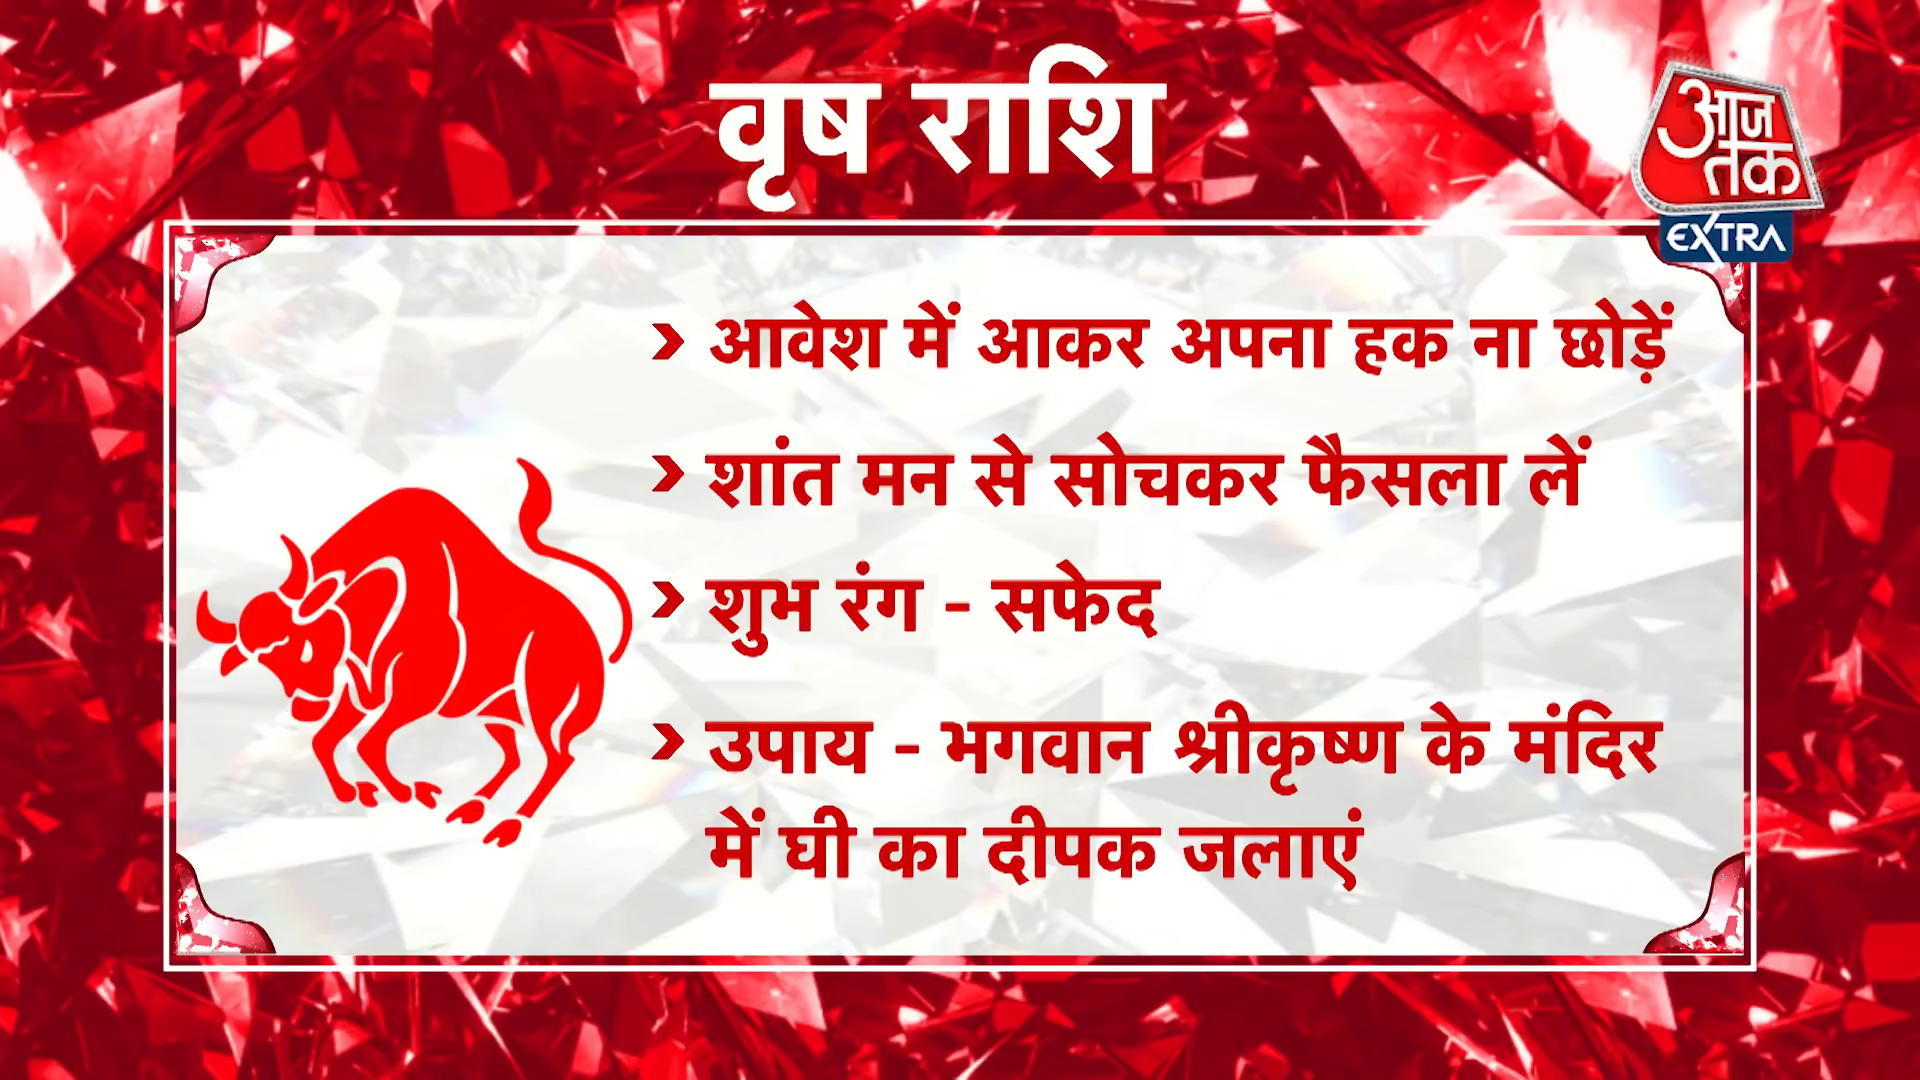 वृष राशि
आज
तक
EXTRA
> आवेश में आकर अपना हक ना छोड़ें
> शांत मन से सोचकर फैसला लें
> शुभ रंग - सफेद
> उपाय - भगवान श्रीकृष्ण के मंदिर
में घी का दीपक जलाएं